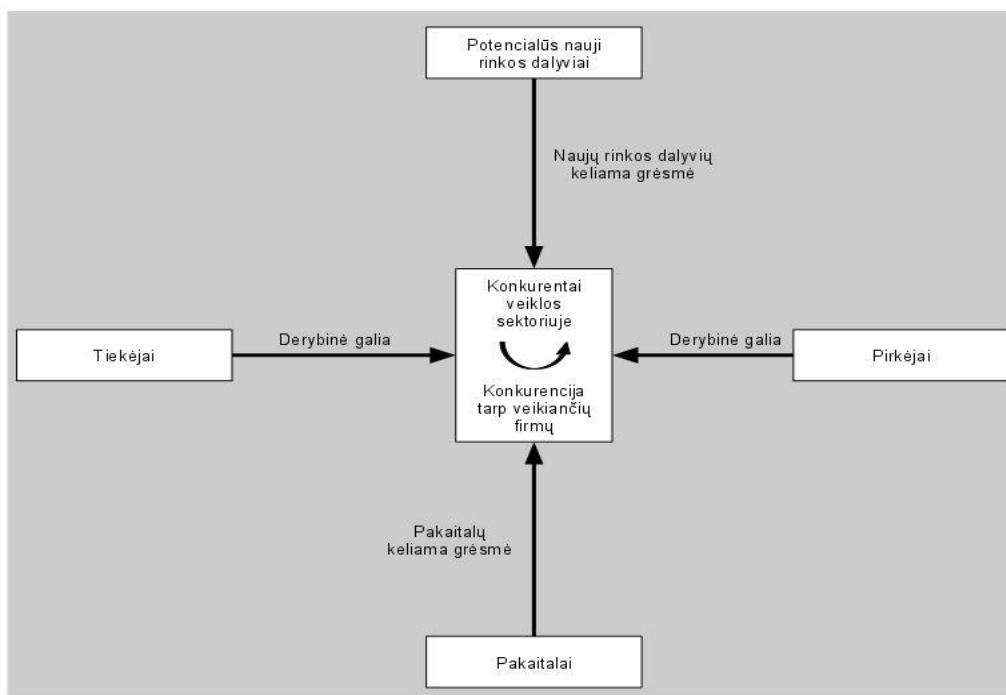 Potencialūs nauji
rinkos dalyviai
Naujų rinkos dalyvių
keliama grėsmė
Konkurentai
veiklos
sektoriuje
Tiekėjai
Derybinė galia
Derybinė galia
Pirkėjai
Konkurencija
tarp veikiančių
firmų
Pakaitalų
keliama grėsmė
Pakaitalai